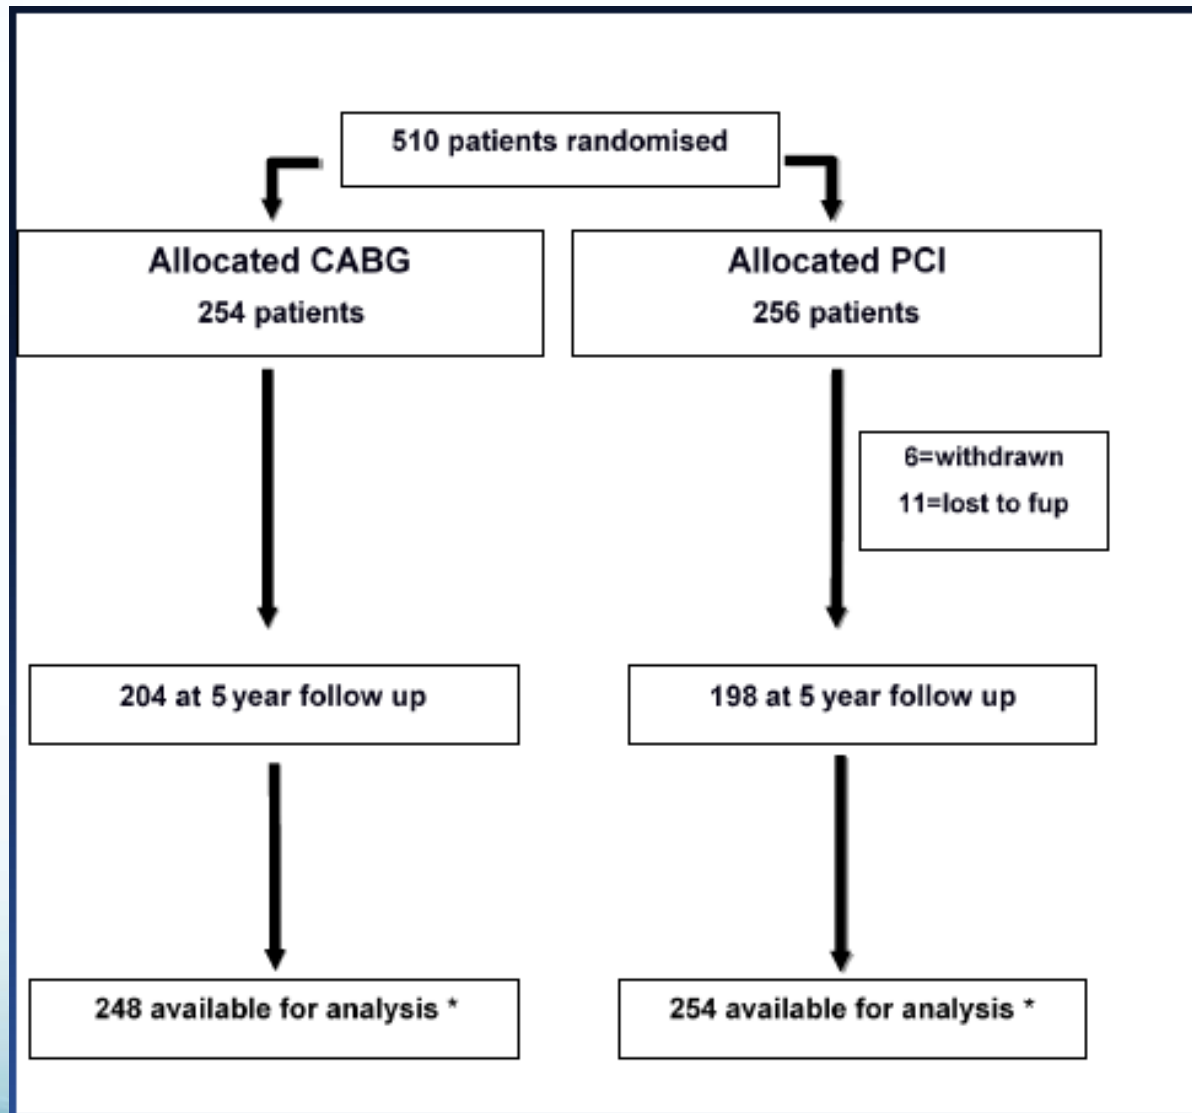 510 patients randomised
Allocated CABG
254 patients
Allocated PCI
256 patients
6=withdrawn
11=lost to fup
204 at 5 year follow up
198 at 5 year follow up
248 available for analysis *
254 available for analysis *